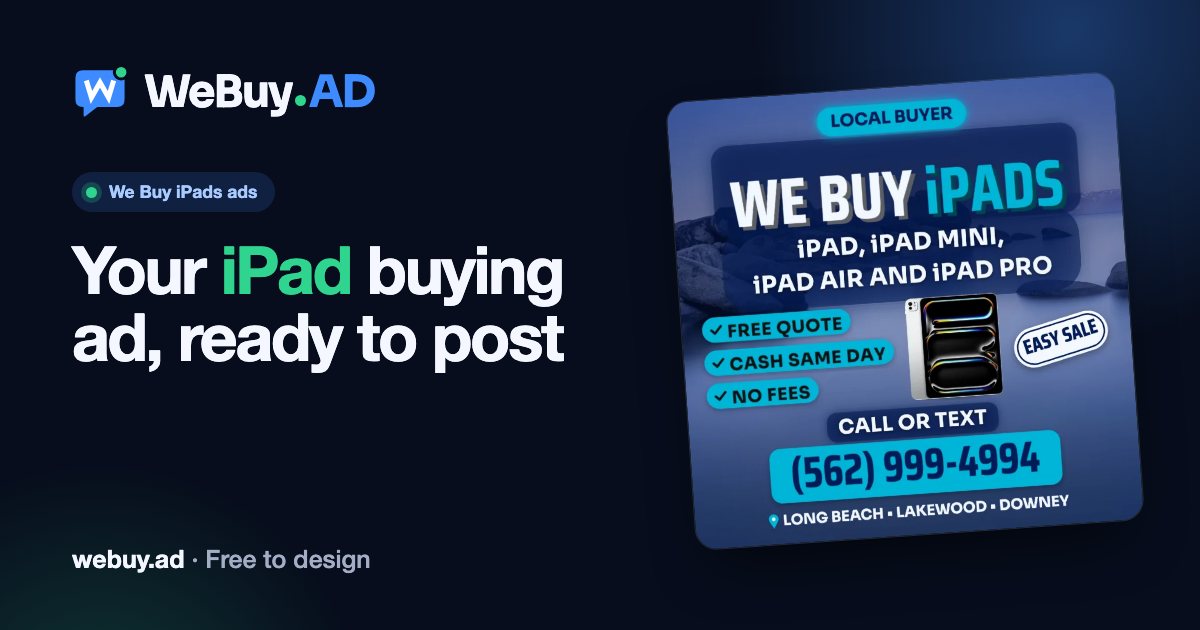 WeBuy.AD
We Buy iPads ads
Your iPad buying
ad, ready to post
webuy.ad · Free to design
LOCAL BUYER
WE BUY iPADS
iPAD, iPAD MINI,
iPAD AIR AND iPAD PRO
FREE QUOTE
CASH SAME DAY
NO FEES
EASY SALE
CALL OR TEXT
(562) 999-4994
LONG BEACH ▪ LAKEWOOD ▪ DOWNEY